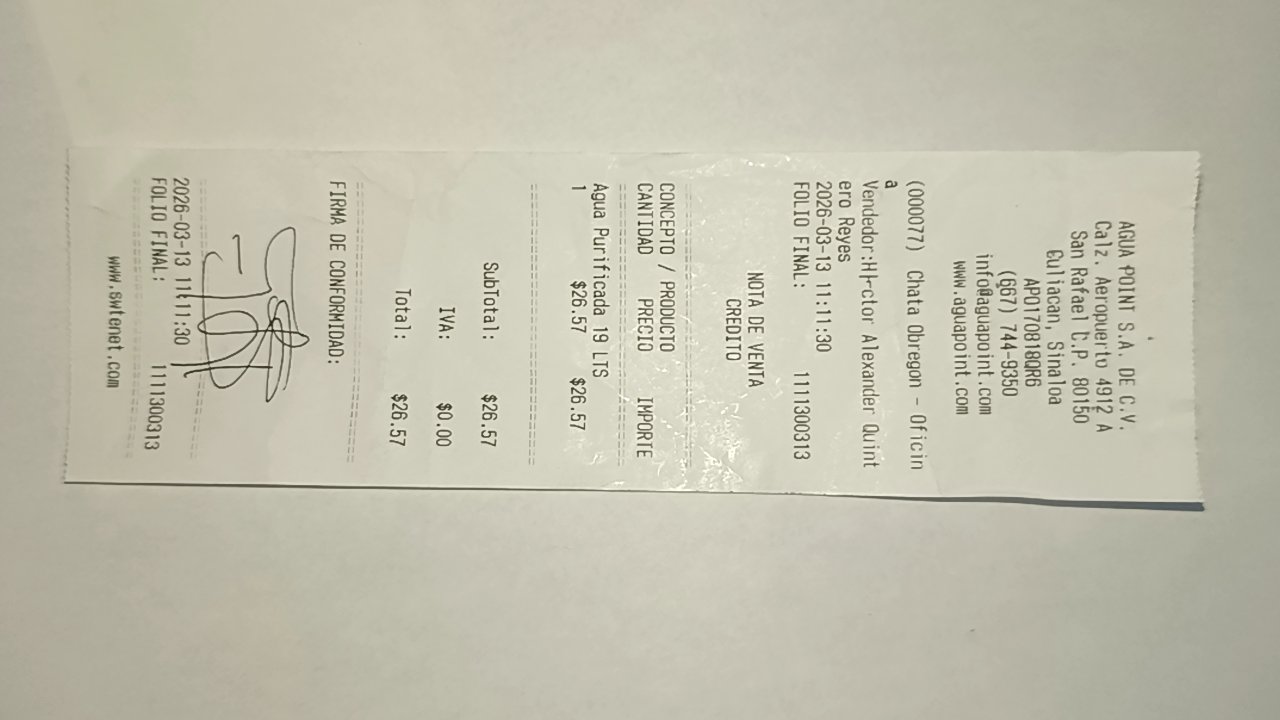 AGUA POINT S.A. DE C.V.
Calz. Aeropuerto 4912 A
San Rafael C.P. 80150
Culiacan, Sinaloa
APO170818QR6
(667) 744-9350
info@aguapoint.com
www.aguapoint.com
(000077) Chata Obregon - Oficin
a
Vendedor:H├ctor Alexander Quint
ero Reyes
2026-03-13 11:11:30
FOLIO FINAL: 1111300313
NOTA DE VENTA
CREDITO
CONCEPTO / PRODUCTO
CANTIDAD PRECIO IMPORTE
Agua Purificada 19 LTS
1 $26.57 $26.57
SubTotal: $26.57
IVA: $0.00
Total: $26.57
FIRMA DE CONFORMIDAD:
2026-03-13 11:11:30
FOLIO FINAL: 1111300313
www.swtenet.com